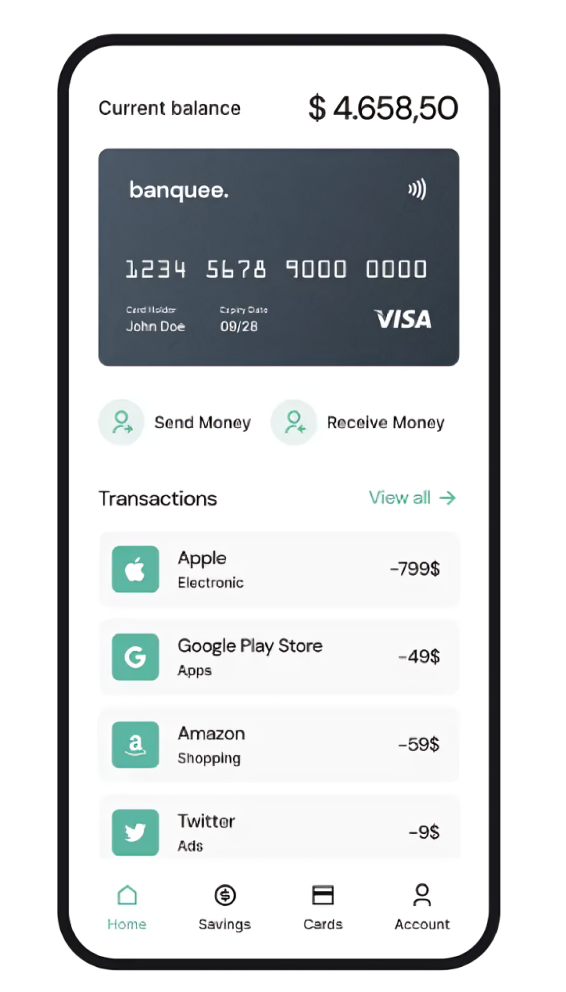 Current balance
$ 4.658,50
banquee.
1234 5678 9000 0000
Card Holder
Expiry Date
John Doe
09/28
VISA
Send Money
Receive Money
Transactions
View all →
Apple
Electronic
-799$
Google Play Store
Apps
-49$
Amazon
Shopping
-59$
Twitter
Ads
-9$
Home
Savings
Cards
Account